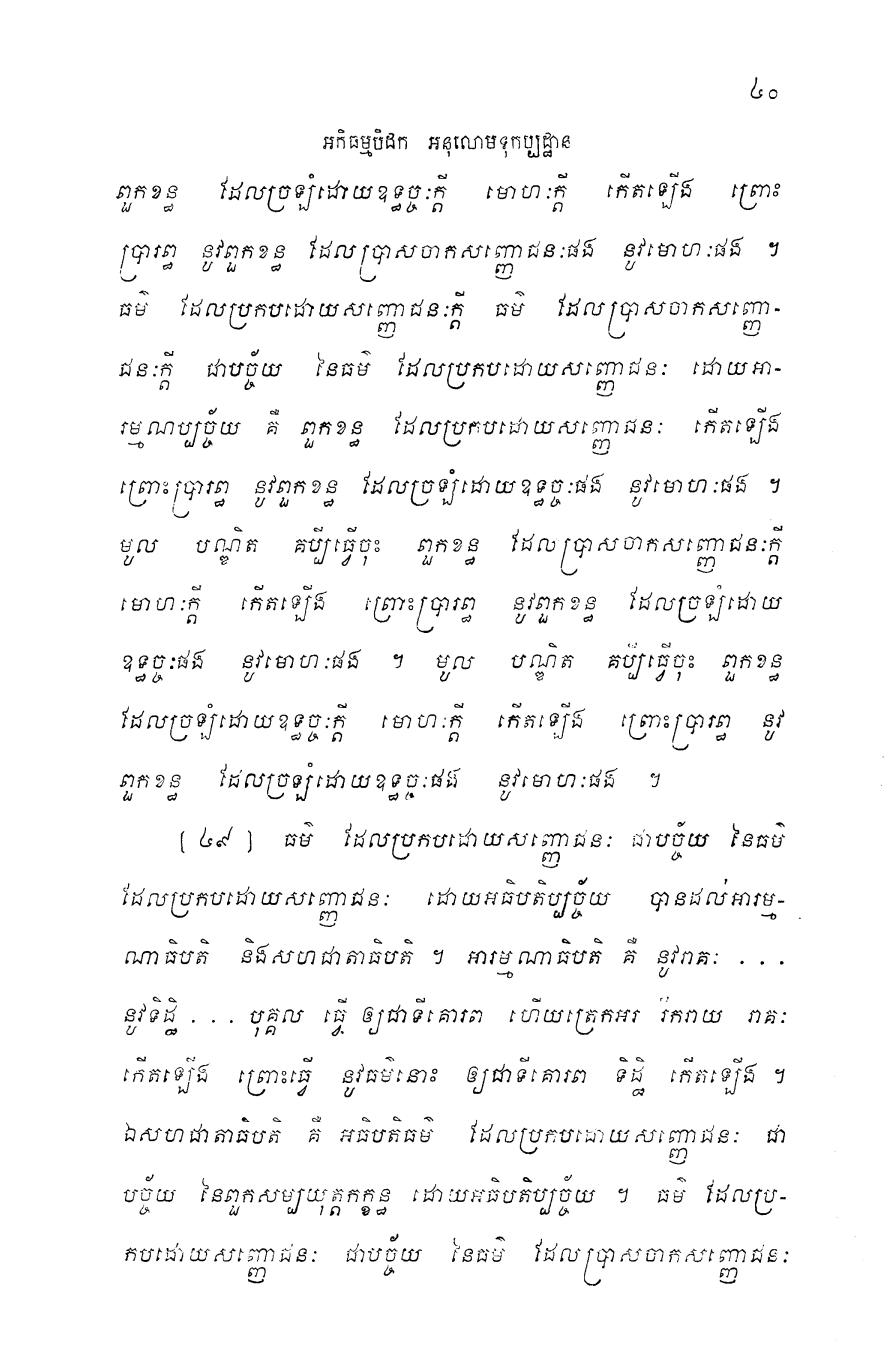 ៤០
អភិធម្មបិដក អនុលោមទុកប្បដ្ឋាន
ពួកខន្ធ ដែលច្រឡំដោយឧទ្ធច្ចៈក្តី មោហៈក្តី កើតឡើង ព្រោះ
ប្រារព្ធ នូវពួកខន្ធ ដែលប្រាសចាកសញ្ញោជនៈផង នូវមោហៈផង ។
ធម៌ ដែលប្រកបដោយសញ្ញោជនៈក្តី ធម៌ ដែលប្រាសចាកសញ្ញោ-
ជនៈក្តី ជាបច្ច័យ នៃធម៌ ដែលប្រកបដោយសញ្ញោជនៈ ដោយអា-
រម្មណប្បច្ច័យ គឺ ពួកខន្ធ ដែលប្រកបដោយសញ្ញោជនៈ កើតឡើង
ព្រោះប្រារព្ធ នូវពួកខន្ធ ដែលច្រឡំដោយឧទ្ធច្ចៈផង នូវមោហៈផង ។
មូល បណ្ឌិត គប្បីធ្វើចុះ ពួកខន្ធ ដែលប្រាសចាកសញ្ញោជនៈក្តី
មោហៈក្តី កើតឡើង ព្រោះប្រារព្ធ នូវពួកខន្ធ ដែលច្រឡំដោយ
ឧទ្ធច្ចៈផង នូវមោហៈផង ។ មូល បណ្ឌិត គប្បីធ្វើចុះ ពួកខន្ធ
ដែលច្រឡំដោយឧទ្ធច្ចៈក្តី មោហៈក្តី កើតឡើង ព្រោះប្រារព្ធ នូវ
ពួកខន្ធ ដែលច្រឡំដោយឧទ្ធច្ចៈផង នូវមោហៈផង ។
[ ៤៩ ] ធម៌ ដែលប្រកបដោយសញ្ញោជនៈ ជាបច្ច័យ នៃធម៌
ដែលប្រកបដោយសញ្ញោជនៈ ដោយអធិបតិប្បច្ច័យ បានដល់អារម្ម-
ណាធិបតិ និងសហជាតាធិបតិ ។ អារម្មណាធិបតិ គឺ នូវរាគៈ . . .
នូវទិដ្ឋិ . . . បុគ្គល ធ្វើ ឲ្យជាទីគោរព ហើយត្រេកអរ រីករាយ រាគៈ
កើតឡើង ព្រោះធ្វើ នូវធម៌នោះ ឲ្យជាទីគោរព ទិដ្ឋិ កើតឡើង ។
ឯសហជាតាធិបតិ គឺ អធិបតិធម៌ ដែលប្រកបដោយសញ្ញោជនៈ ជា
បច្ច័យ នៃពួកសម្បយុត្តកក្ខន្ធ ដោយអធិបតិប្បច្ច័យ ។ ធម៌ ដែលប្រ-
កបដោយសញ្ញោជនៈ ជាបច្ច័យ នៃធម៌ ដែលប្រាសចាកសញ្ញោជនៈ